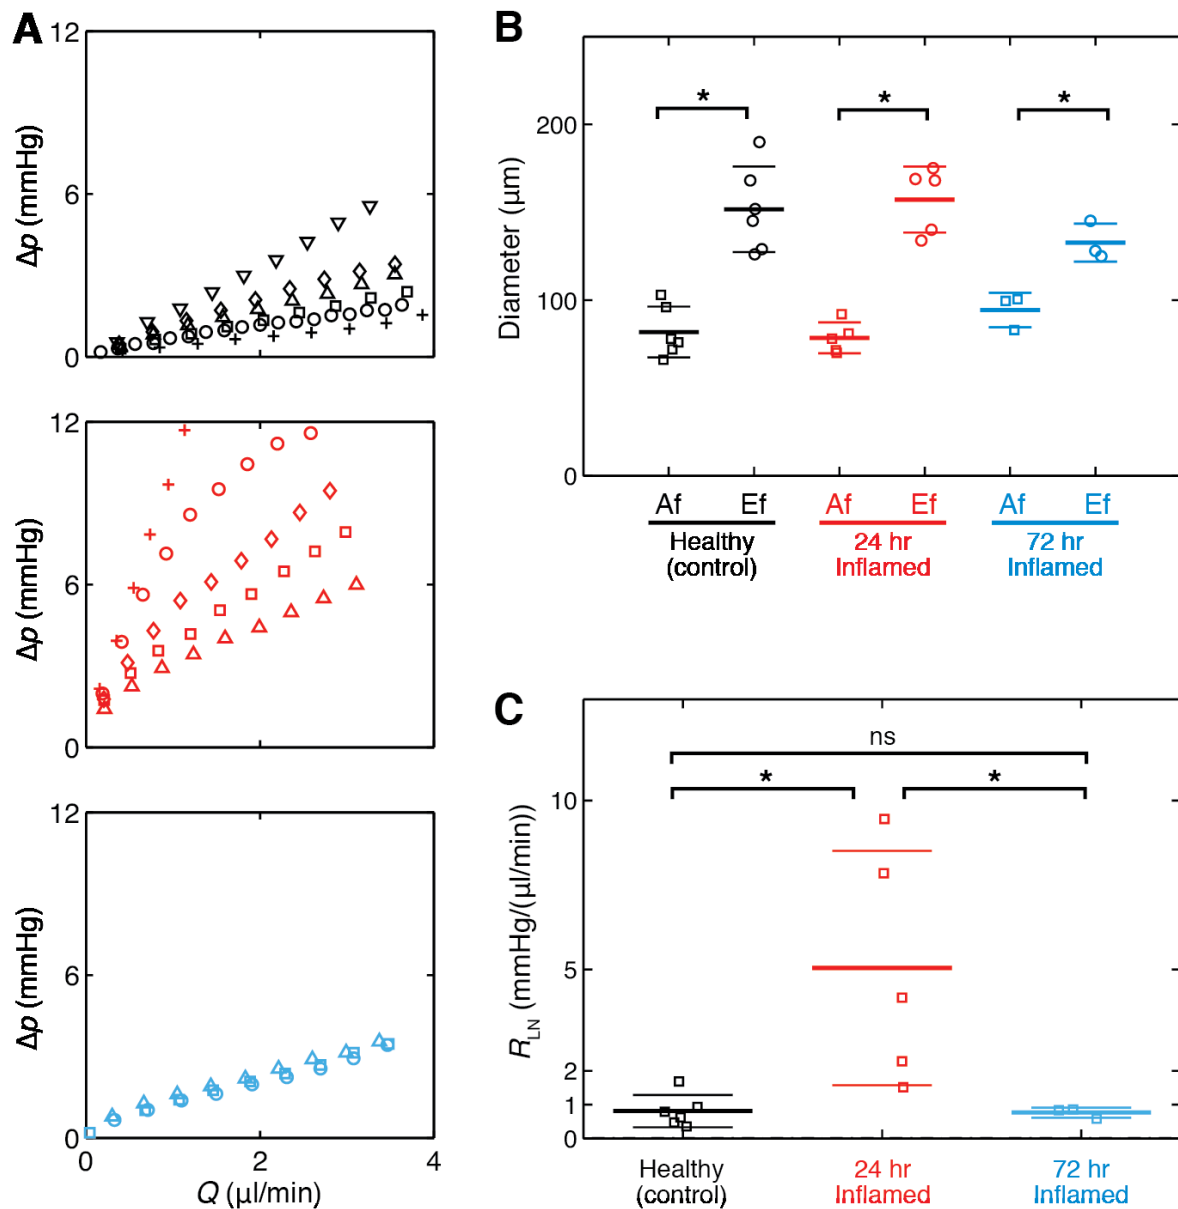 A
12
6
0
Δp (mmHg)
12
6
0
Δp (mmHg)
12
6
0
Δp (mmHg)
0 2 4
Q (µl/min)
B
200
100
0
Diameter (µm)
* * *
Af Ef Af Ef Af Ef
Healthy 24 hr 72 hr
(control) Inflamed Inflamed
C
ns
* *
10
5
2
1
0
RLN (mmHg/(µl/min))
Healthy 24 hr 72 hr
(control) Inflamed Inflamed